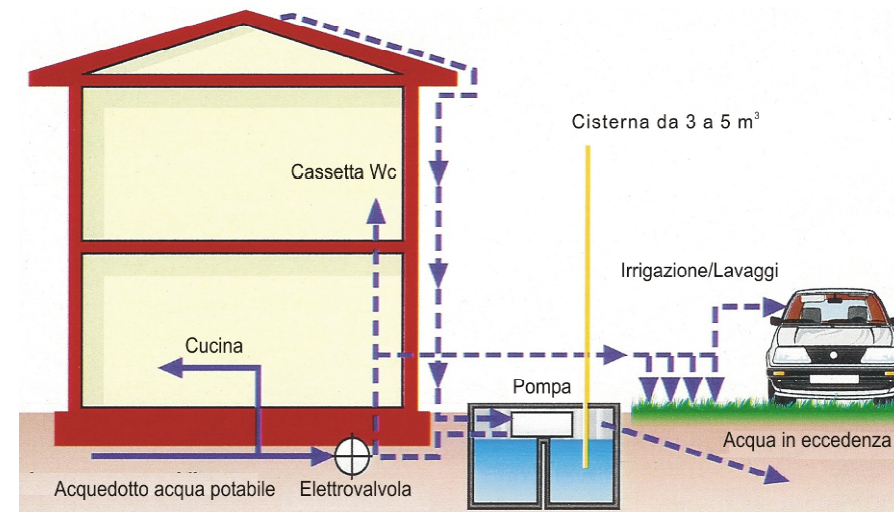 Cisterna da 3 a 5 m³
Cassetta Wc
Irrigazione/Lavaggi
Cucina
Pompa
Acqua in eccedenza
Acquedotto acqua potabile
Elettrovalvola